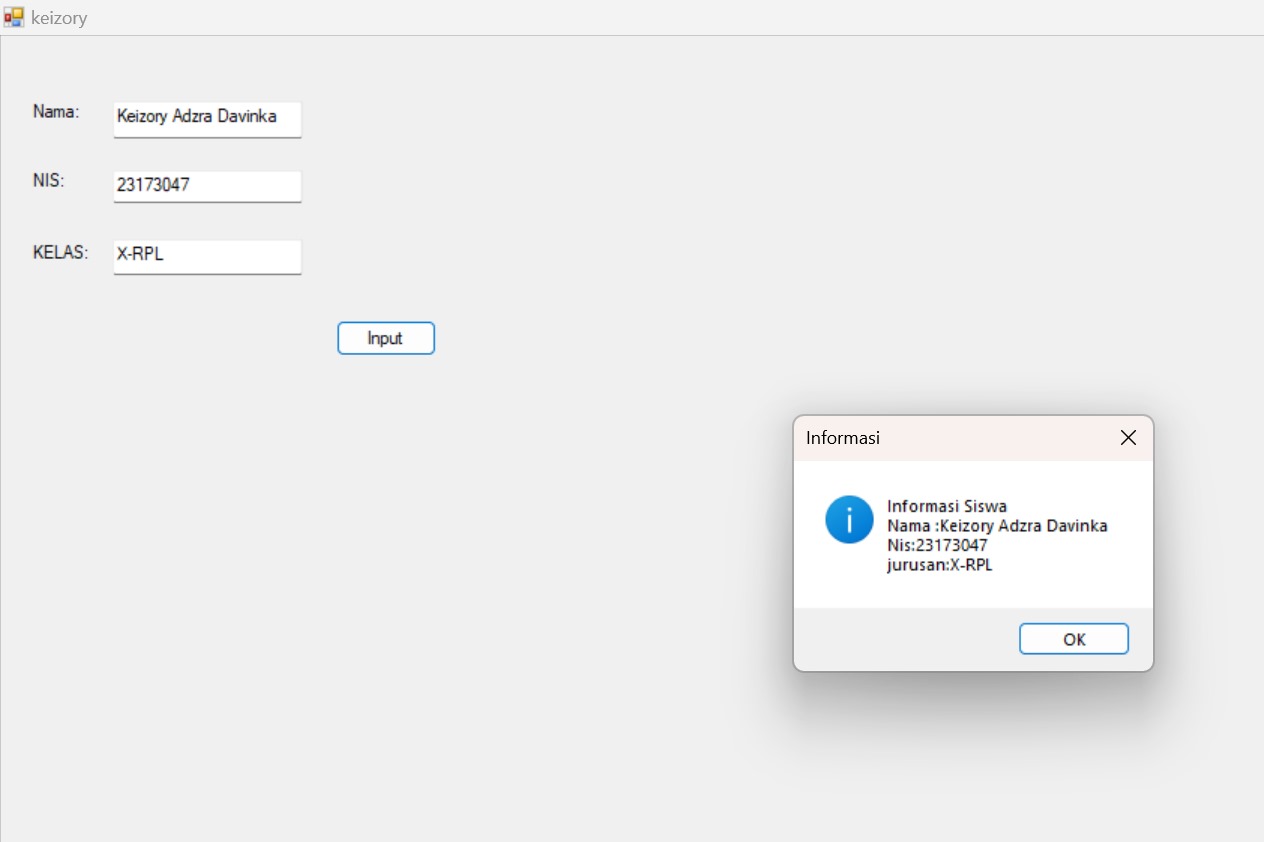 keizory
Nama: Keizory Adzra Davinka
NIS: 23173047
KELAS: X-RPL
Input
Informasi
Informasi Siswa
Nama :Keizory Adzra Davinka
Nis:23173047
jurusan:X-RPL
OK